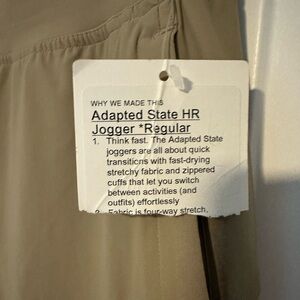 WHY WE MADE THIS
Adapted State HR
Jogger *Regular
1. Think fast. The Adapted State
joggers are all about quick
transitions with fast-drying
stretchy fabric and zippered
cuffs that let you switch
between activities (and
outfits) effortlessly
2. Fabric is four-way stretch,